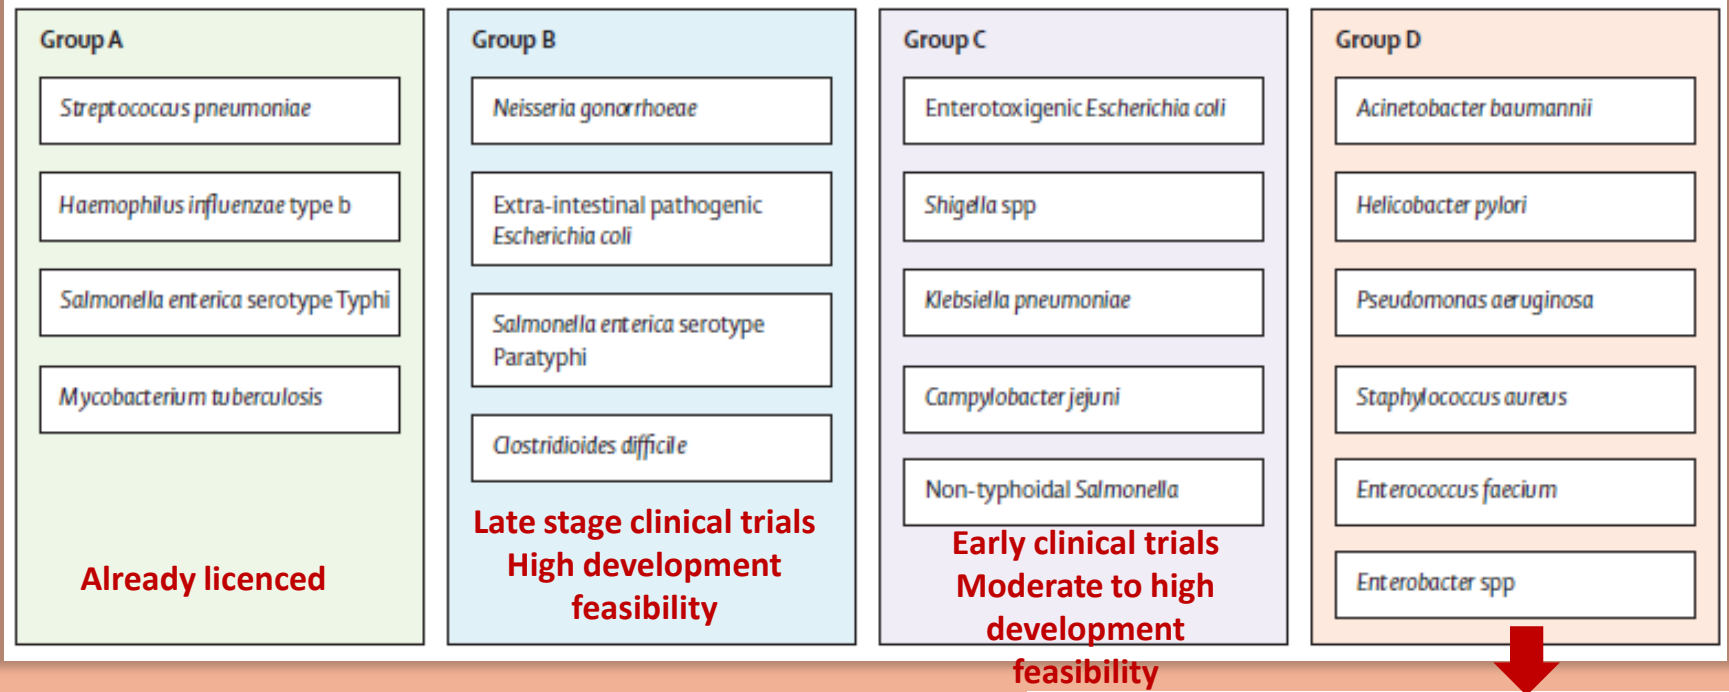 Group A
Streptococcus pneumoniae
Haemophilus influenzae type b
Salmonella enterica serotype Typhi
Mycobacterium tuberculosis
Already licenced
Group B
Neisseria gonorrhoeae
Extra-intestinal pathogenic
Escherichia coli
Salmonella enterica serotype
Paratyphi
Clostridioides difficile
Late stage clinical trials
High development
feasibility
Group C
Enterotoxigenic Escherichia coli
Shigella spp
Klebsiella pneumoniae
Campylobacter jejuni
Non-typhoidal Salmonella
Early clinical trials
Moderate to high
development
feasibility
Group D
Acinetobacter baumannii
Helicobacter pylori
Pseudomonas aeruginosa
Staphylococcus aureus
Enterococcus faecium
Enterobacter spp